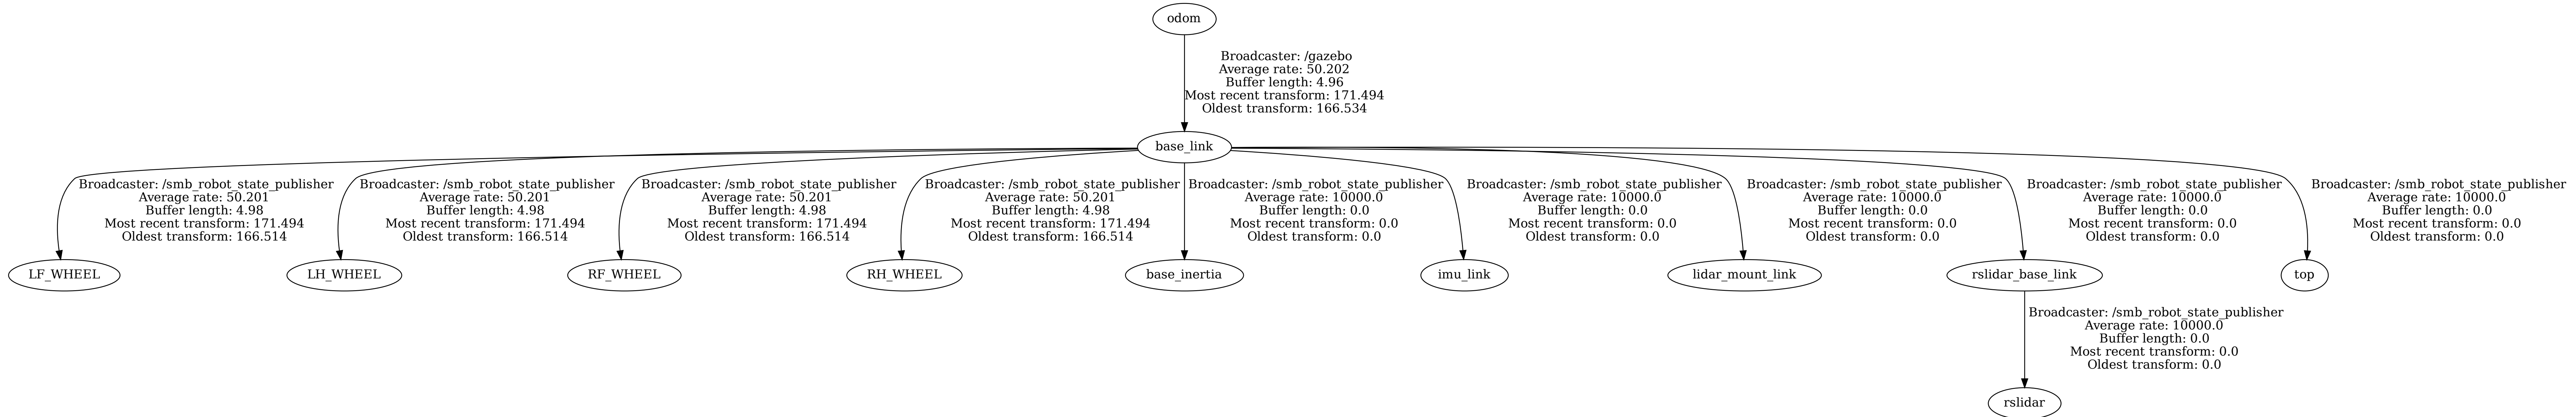 odom
Broadcaster: /gazebo
Average rate: 50.202
Buffer length: 4.96
Most recent transform: 171.494
Oldest transform: 166.534
base_link
Broadcaster: /smb_robot_state_publisher
Average rate: 50.201
Buffer length: 4.98
Most recent transform: 171.494
Oldest transform: 166.514
Broadcaster: /smb_robot_state_publisher
Average rate: 50.201
Buffer length: 4.98
Most recent transform: 171.494
Oldest transform: 166.514
Broadcaster: /smb_robot_state_publisher
Average rate: 50.201
Buffer length: 4.98
Most recent transform: 171.494
Oldest transform: 166.514
Broadcaster: /smb_robot_state_publisher
Average rate: 50.201
Buffer length: 4.98
Most recent transform: 171.494
Oldest transform: 166.514
Broadcaster: /smb_robot_state_publisher
Average rate: 10000.0
Buffer length: 0.0
Most recent transform: 0.0
Oldest transform: 0.0
Broadcaster: /smb_robot_state_publisher
Average rate: 10000.0
Buffer length: 0.0
Most recent transform: 0.0
Oldest transform: 0.0
Broadcaster: /smb_robot_state_publisher
Average rate: 10000.0
Buffer length: 0.0
Most recent transform: 0.0
Oldest transform: 0.0
Broadcaster: /smb_robot_state_publisher
Average rate: 10000.0
Buffer length: 0.0
Most recent transform: 0.0
Oldest transform: 0.0
Broadcaster: /smb_robot_state_publisher
Average rate: 10000.0
Buffer length: 0.0
Most recent transform: 0.0
Oldest transform: 0.0
LF_WHEEL
LH_WHEEL
RF_WHEEL
RH_WHEEL
base_inertia
imu_link
lidar_mount_link
rslidar_base_link
top
Broadcaster: /smb_robot_state_publisher
Average rate: 10000.0
Buffer length: 0.0
Most recent transform: 0.0
Oldest transform: 0.0
rslidar